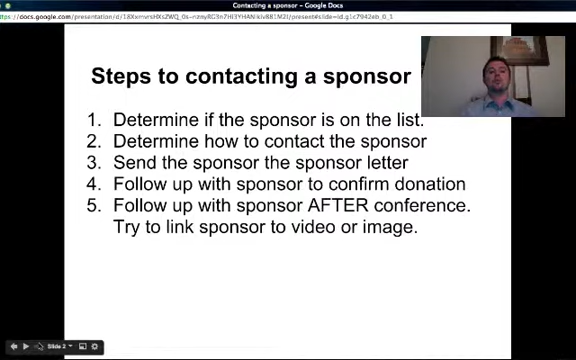 Contacting a sponsor – Google Docs
Steps to contacting a sponsor
1. Determine if the sponsor is on the list.
2. Determine how to contact the sponsor
3. Send the sponsor the sponsor letter
4. Follow up with sponsor to confirm donation
5. Follow up with sponsor AFTER conference.
Try to link sponsor to video or image.
Slide 2